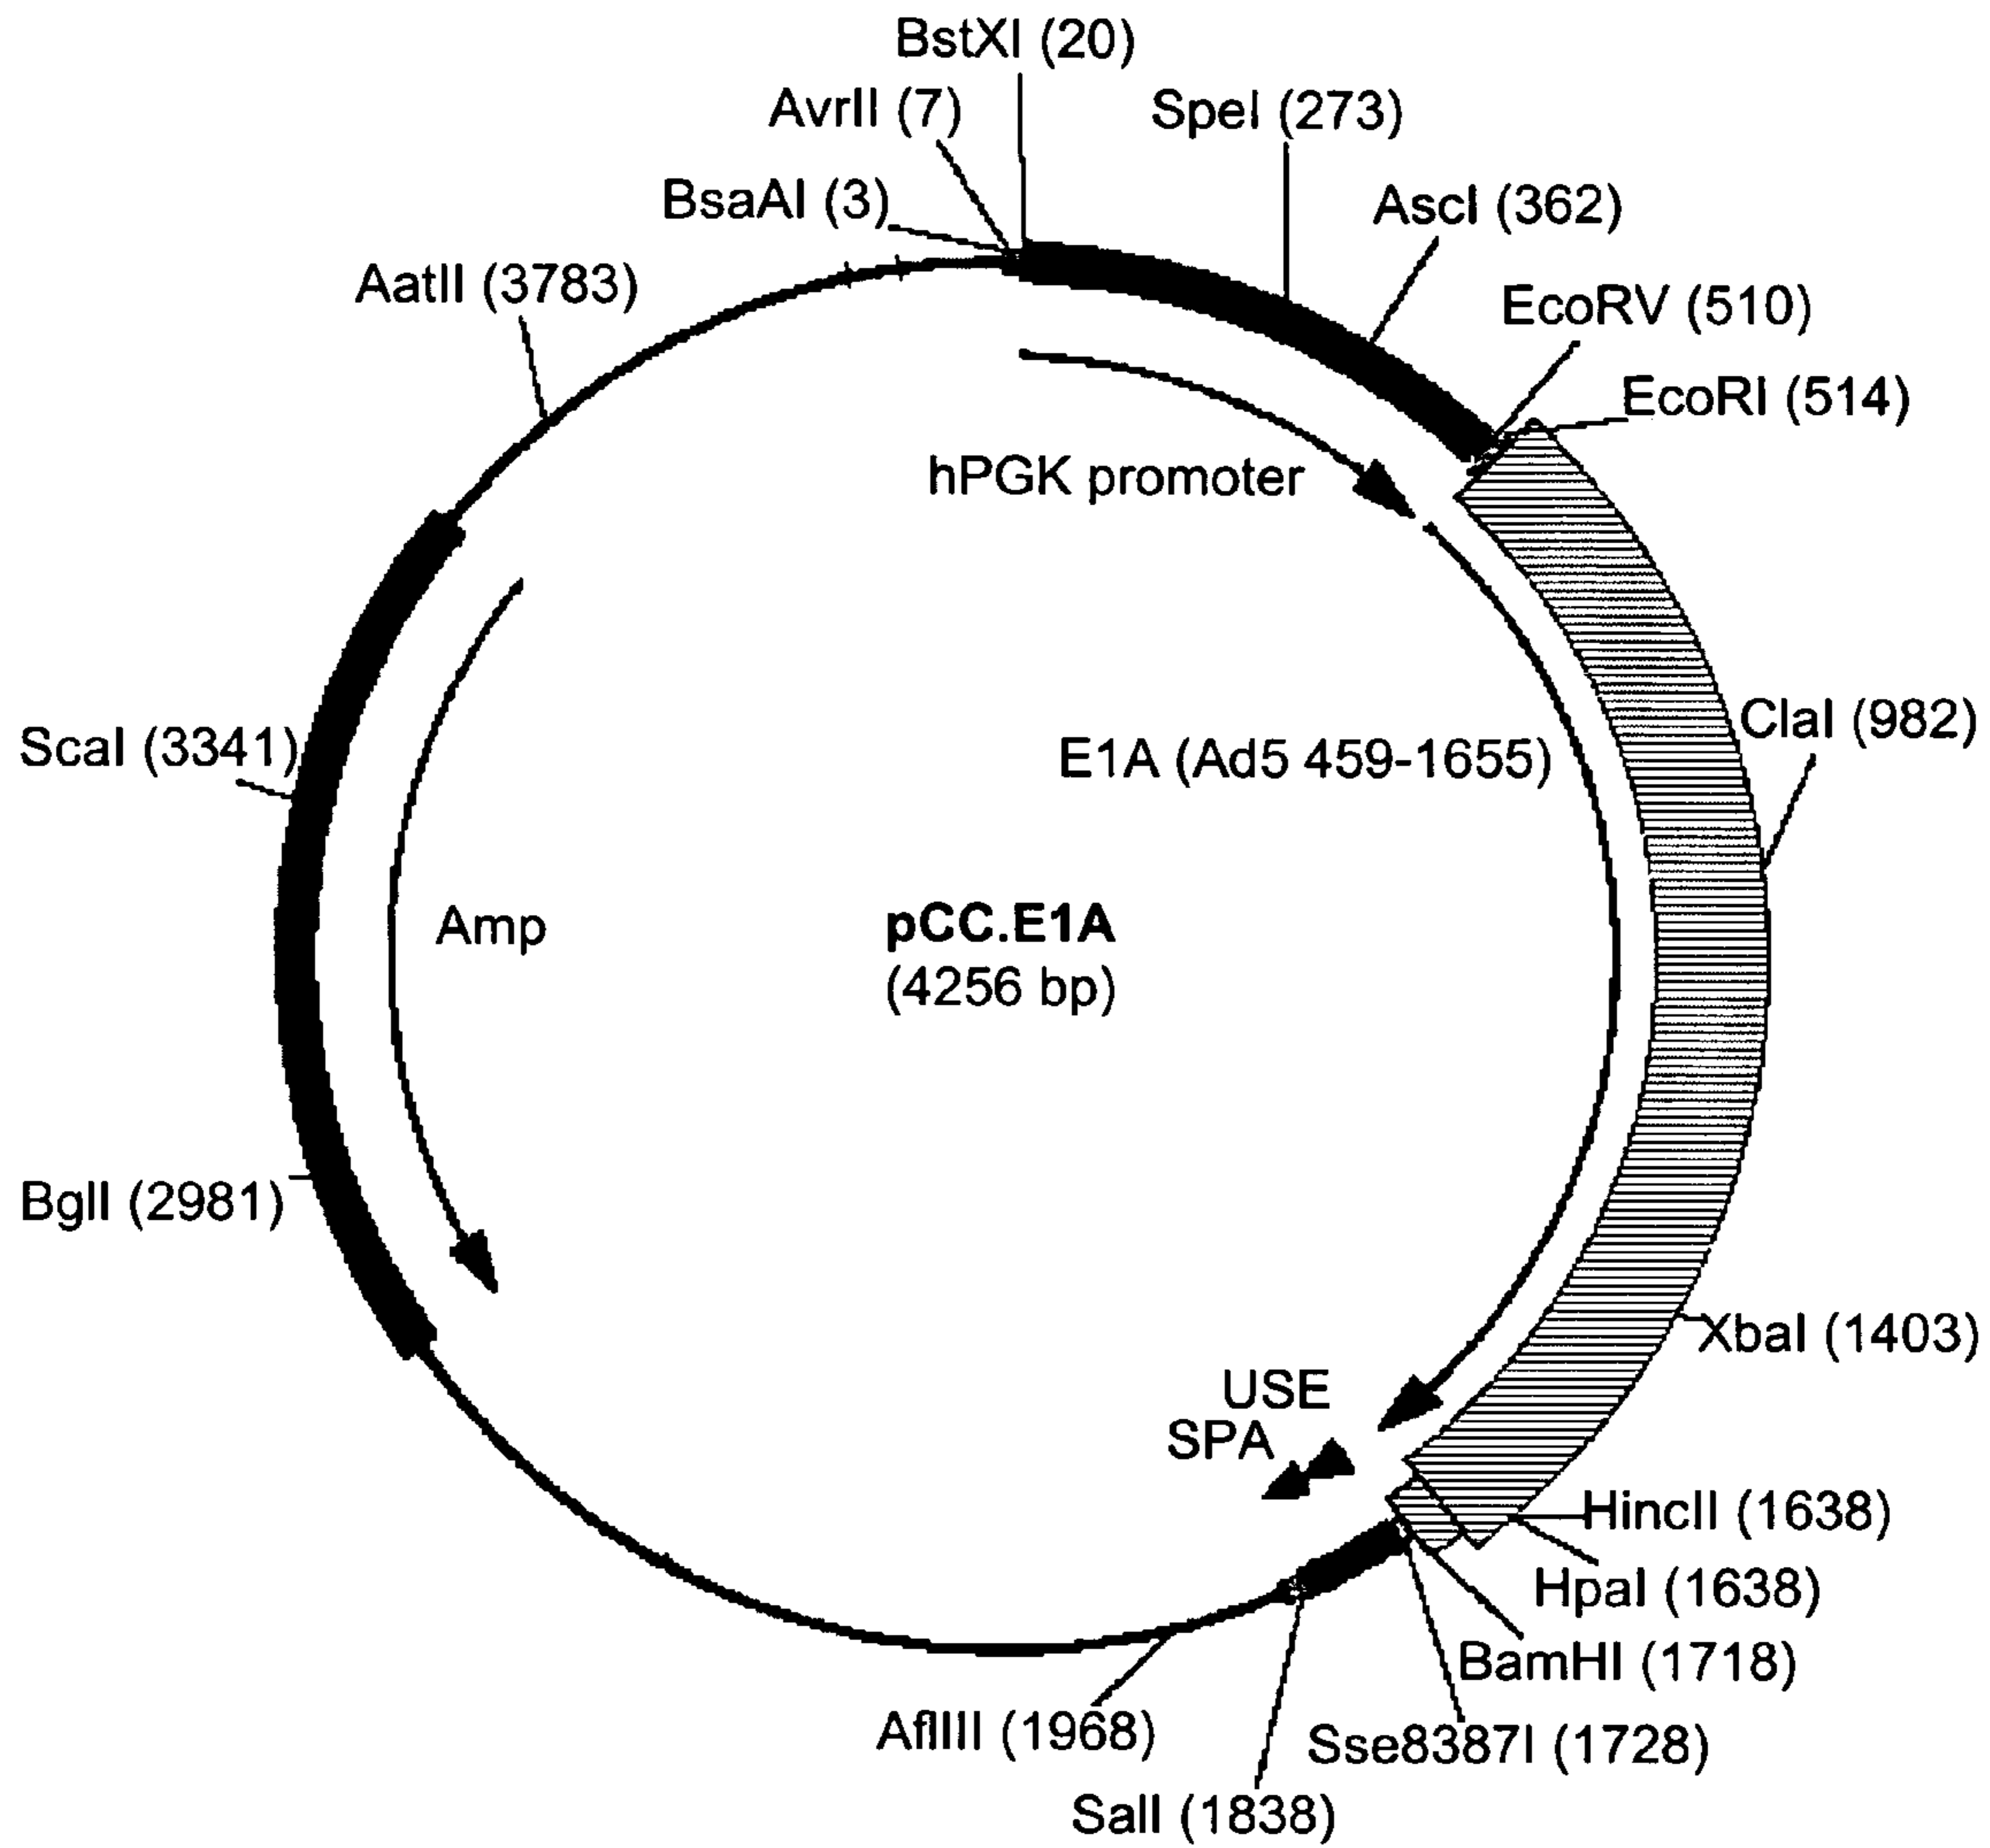 BstXI (20)
AvrII (7)
SpeI (273)
BsaAI (3)
AscI (362)
AatII (3783)
EcoRV (510)
EcoRI (514)
hPGK promoter
ClaI (982)
ScaI (3341)
E1A (Ad5 459-1655)
Amp
pCC.E1A
(4256 bp)
BglI (2981)
XbaI (1403)
USE
SPA
HincII (1638)
HpaI (1638)
BamHI (1718)
AflIII (1968)
Sse8387I (1728)
SalI (1838)